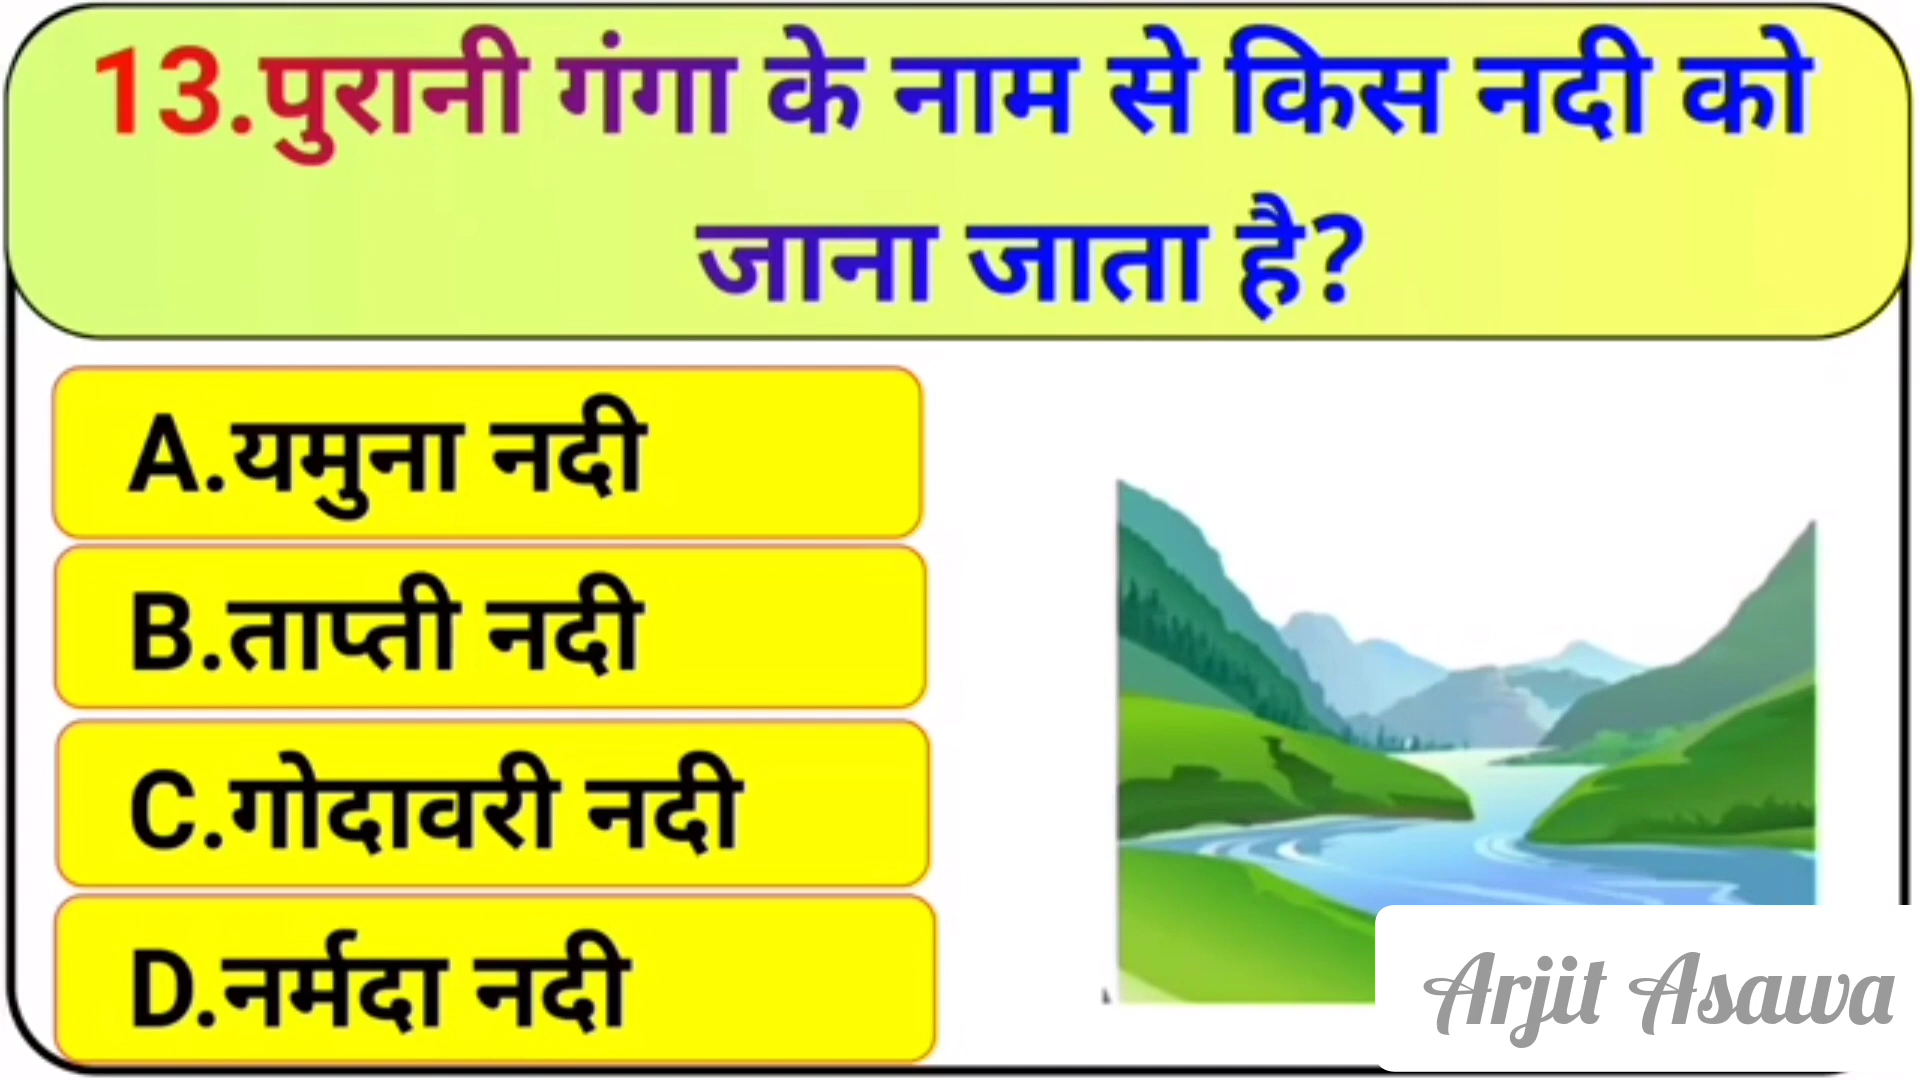 13.पुरानी गंगा के नाम से किस नदी को
जाना जाता है?
A.यमुना नदी
B.ताप्ती नदी
C.गोदावरी नदी
D.नर्मदा नदी
Arjit Asawa